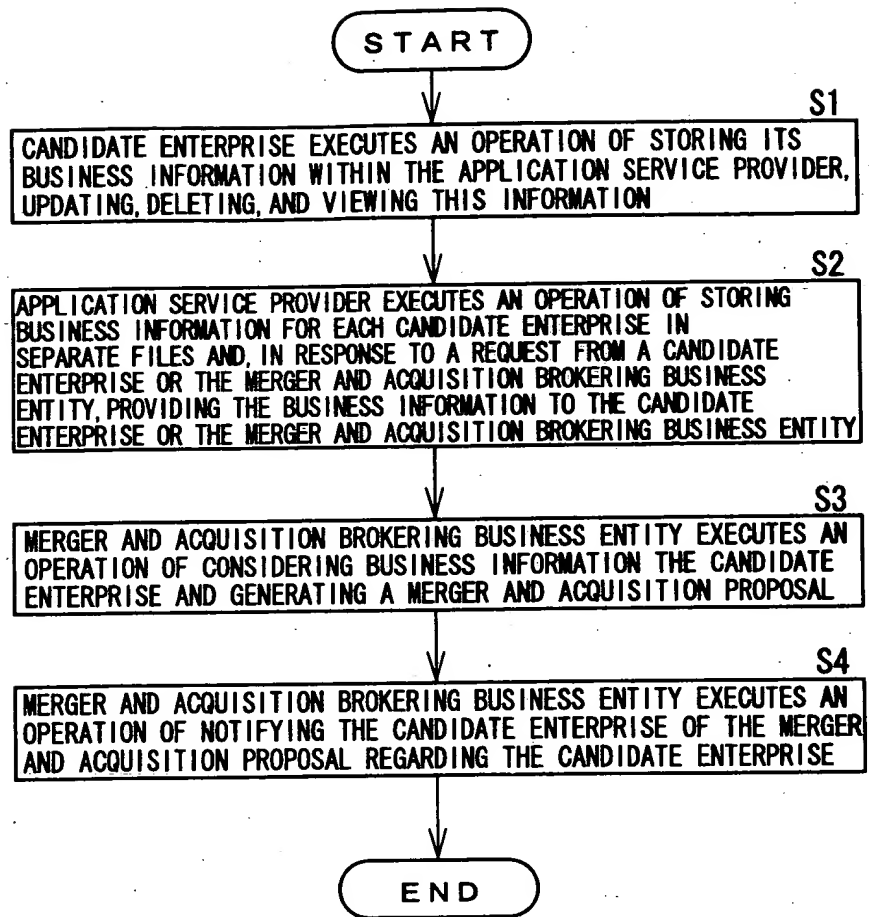 START
S1
CANDIDATE ENTERPRISE EXECUTES AN OPERATION OF STORING ITS
BUSINESS INFORMATION WITHIN THE APPLICATION SERVICE PROVIDER,
UPDATING, DELETING, AND VIEWING THIS INFORMATION
S2
APPLICATION SERVICE PROVIDER EXECUTES AN OPERATION OF STORING
BUSINESS INFORMATION FOR EACH CANDIDATE ENTERPRISE IN
SEPARATE FILES AND, IN RESPONSE TO A REQUEST FROM A CANDIDATE
ENTERPRISE OR THE MERGER AND ACQUISITION BROKERING BUSINESS
ENTITY, PROVIDING THE BUSINESS INFORMATION TO THE CANDIDATE
ENTERPRISE OR THE MERGER AND ACQUISITION BROKERING BUSINESS ENTITY
S3
MERGER AND ACQUISITION BROKERING BUSINESS ENTITY EXECUTES AN
OPERATION OF CONSIDERING BUSINESS INFORMATION THE CANDIDATE
ENTERPRISE AND GENERATING A MERGER AND ACQUISITION PROPOSAL
S4
MERGER AND ACQUISITION BROKERING BUSINESS ENTITY EXECUTES AN
OPERATION OF NOTIFYING THE CANDIDATE ENTERPRISE OF THE MERGER
AND ACQUISITION PROPOSAL REGARDING THE CANDIDATE ENTERPRISE
END